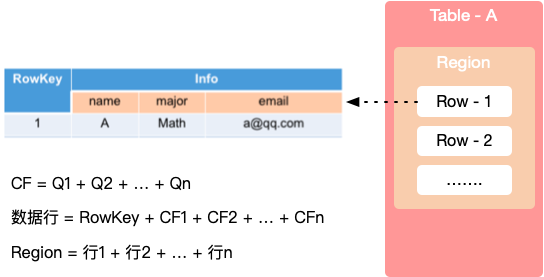 Table - A
Region
Row - 1
Row - 2
…….
RowKey Info
name major email
1 A Math a@qq.com
CF = Q1 + Q2 + … + Qn
数据行 = RowKey + CF1 + CF2 + … + CFn
Region = 行1 + 行2 + … + 行n